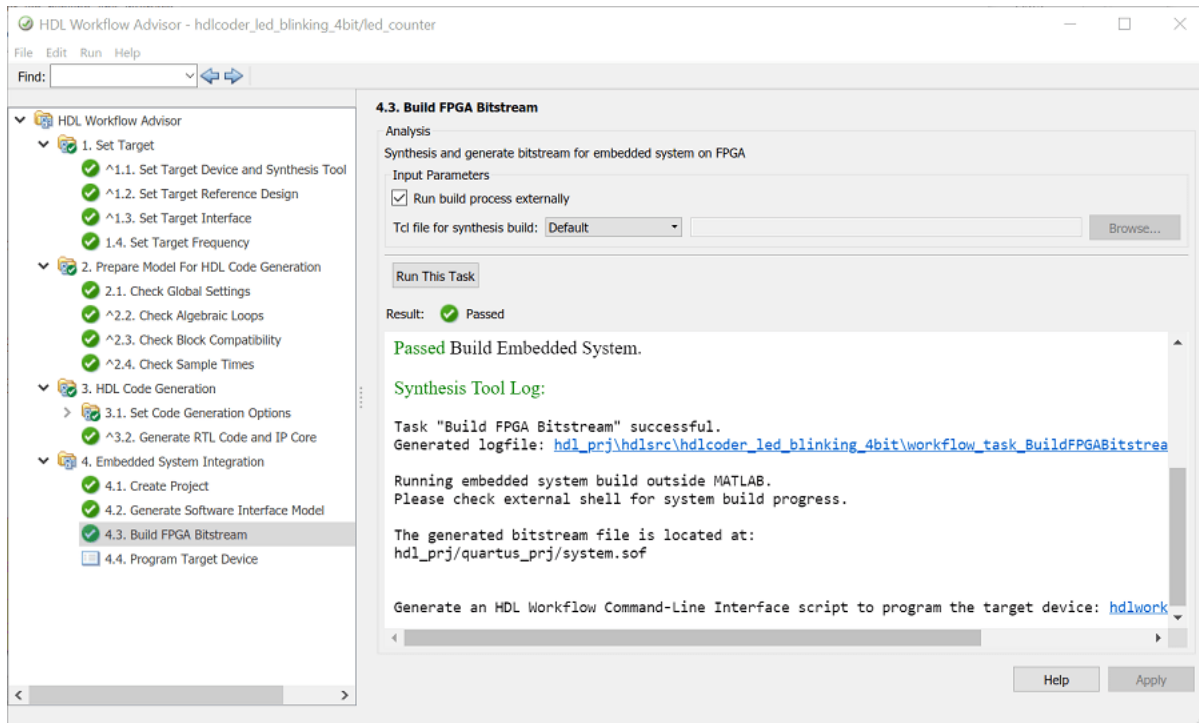 HDL Workflow Advisor - hdlcoder_led_blinking_4bit/led_counter
File Edit Run Help
Find:
HDL Workflow Advisor
1. Set Target
^1.1. Set Target Device and Synthesis Tool
^1.2. Set Target Reference Design
^1.3. Set Target Interface
1.4. Set Target Frequency
2. Prepare Model For HDL Code Generation
2.1. Check Global Settings
^2.2. Check Algebraic Loops
^2.3. Check Block Compatibility
^2.4. Check Sample Times
3. HDL Code Generation
3.1. Set Code Generation Options
^3.2. Generate RTL Code and IP Core
4. Embedded System Integration
4.1. Create Project
4.2. Generate Software Interface Model
4.3. Build FPGA Bitstream
4.4. Program Target Device
4.3. Build FPGA Bitstream
Analysis
Synthesis and generate bitstream for embedded system on FPGA
Input Parameters
Run build process externally
Tcl file for synthesis build: Default Browse...
Run This Task
Result: Passed
Passed Build Embedded System.
Synthesis Tool Log:
Task "Build FPGA Bitstream" successful.
Generated logfile: hdl_prj\hdlsrc\hdlcoder_led_blinking_4bit\workflow_task_BuildFPGABitstrea
Running embedded system build outside MATLAB.
Please check external shell for system build progress.
The generated bitstream file is located at:
hdl_prj/quartus_prj/system.sof
Generate an HDL Workflow Command-Line Interface script to program the target device: hdlwork
Help Apply